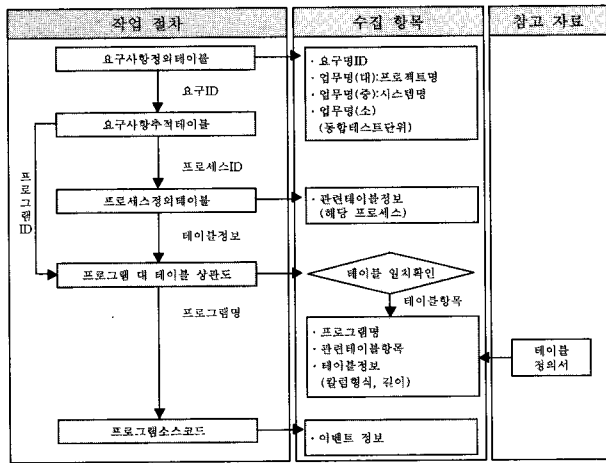 작업 절차
수집 항목
참고 자료
요구사항정의테이블
· 요구명ID
· 업무명(대):프로젝트명
· 업무명(중):시스템명
· 업무명(소)
(통합테스트단위)
요구ID
요구사항추적테이블
프로그램ID
프로세스ID
프로세스정의테이블
· 관련테이블정보
(해당 프로세스)
테이블정보
프로그램 대 테이블 상관도
테이블 일치확인
테이블항목
프로그램명
· 프로그램명
· 관련테이블항목
· 테이블정보
(칼럼형식, 길이)
테이블
정의서
프로그램소스코드
· 이벤트 정보